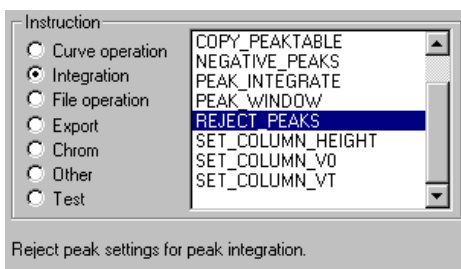 Instruction
Curve operation
Integration
File operation
Export
Chrom
Other
Test
COPY_PEAKTABLE
NEGATIVE_PEAKS
PEAK_INTEGRATE
PEAK_WINDOW
REJECT_PEAKS
SET_COLUMN_HEIGHT
SET_COLUMN_V0
SET_COLUMN_VT
Reject peak settings for peak integration.